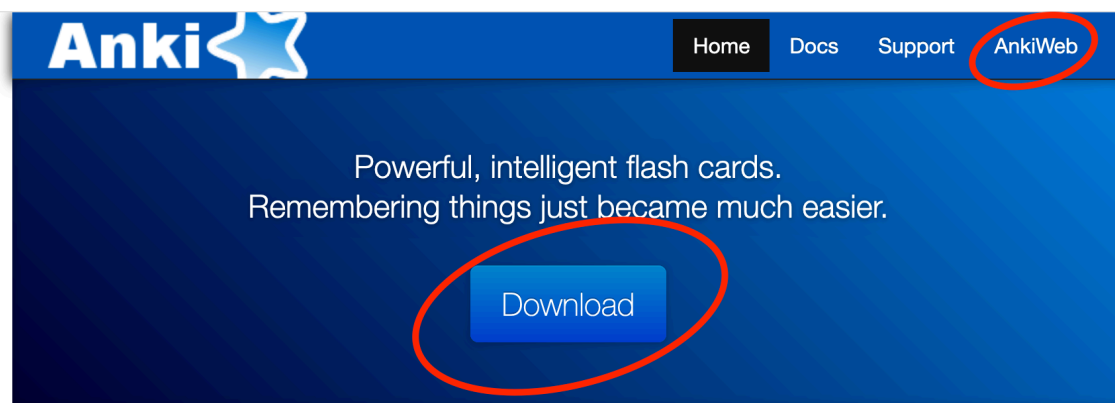 Anki
Home Docs Support AnkiWeb
Powerful, intelligent flash cards.
Remembering things just became much easier.
Download